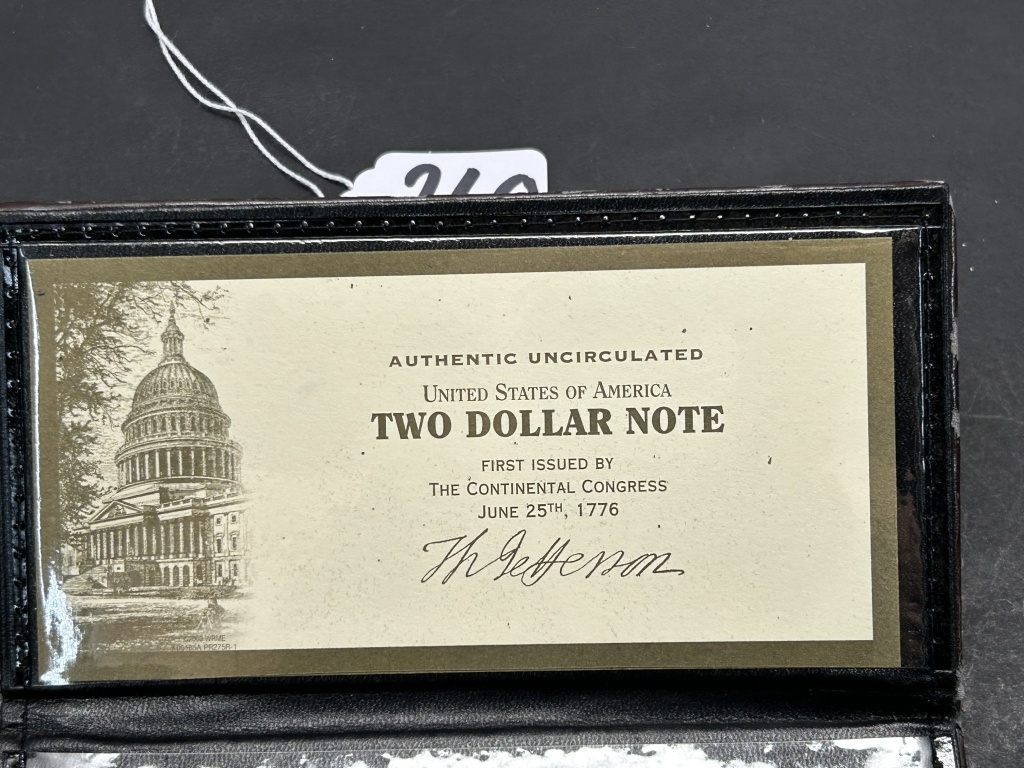 AUTHENTIC UNCIRCULATED
UNITED STATES OF AMERICA
TWO DOLLAR NOTE
FIRST ISSUED BY
THE CONTINENTAL CONGRESS
JUNE 25TH, 1776
Th Jefferson
WRME